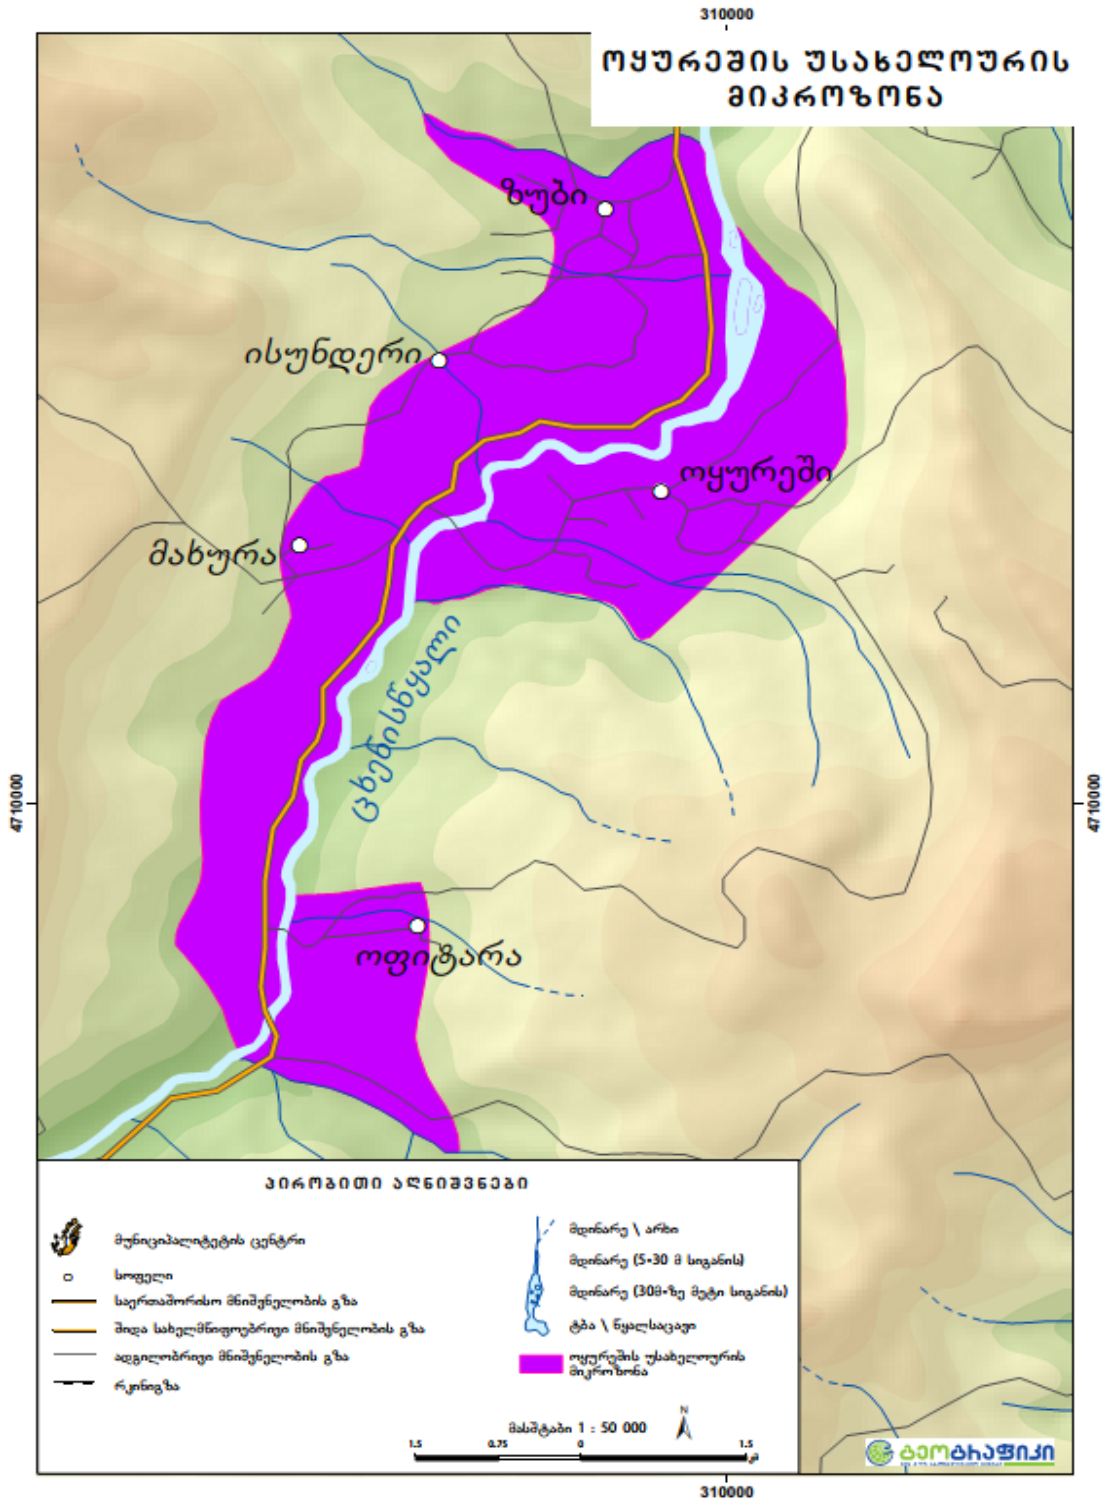 310000
ოყურეშის უსახელოურის
მიკროზონა
ზუბი
ისუნდერი
ოყურეში
მახურა
ცხენისწყალი
4710000
4710000
ოფიტარა
პირობითი აღნიშვნები
მუნიციპალიტეტის ცენტრი
სოფელი
საერთაშორისო მნიშვნელობის გზა
შიდა სახელმწიფოებრივი მნიშვნელობის გზა
ადგილობრივი მნიშვნელობის გზა
რკინიგზა
მდინარე \ არხი
მდინარე (5-30 მ სიგანის)
მდინარე (30მ-ზე მეტი სიგანის)
ტბა \ წყალსაცავი
ოყურეშის უსახელოურის
მიკროზონა
მასშტაბი 1 : 50 000
N
1.5 0.75 0 1.5
კმ
გეოგრაფიკი
310000